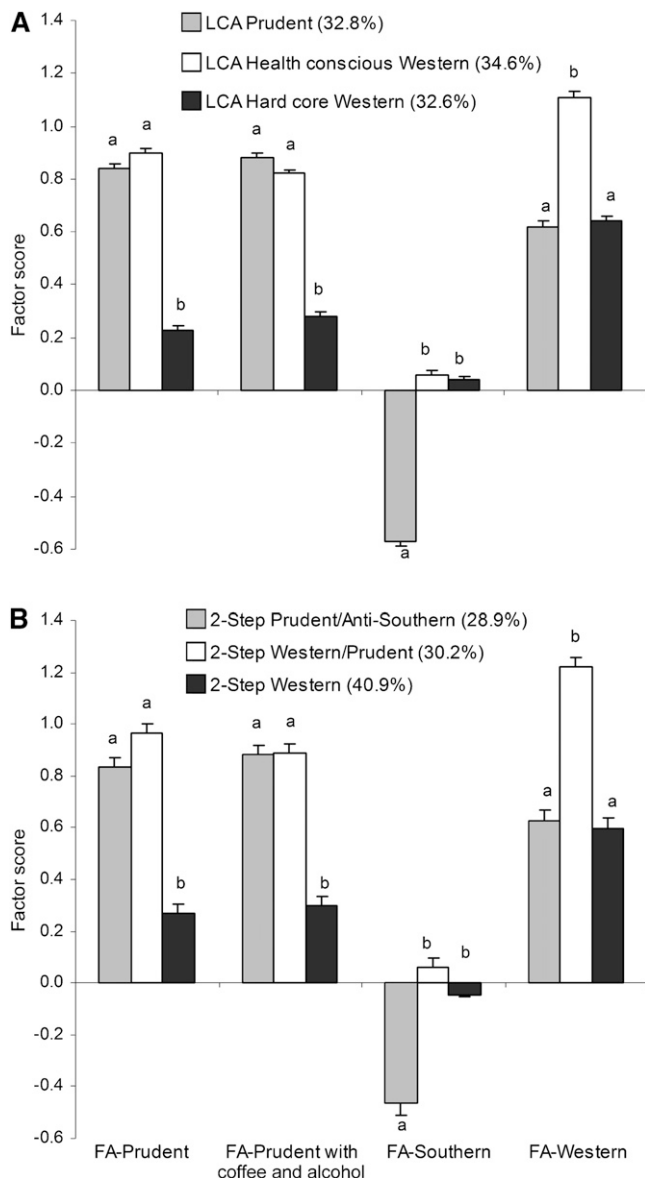 A
1.4
LCA Prudent (32.8%)
1.2
LCA Health conscious Western (34.6%)
b
1.0
LCA Hard core Western (32.6%)
a a a a
0.8
a a
0.6
0.4
b b
0.2
b b
0.0
-0.2
-0.4
-0.6
a
Factor score
B
1.4
2-Step Prudent/Anti-Southern (28.9%)
b
1.2
2-Step Western/Prudent (30.2%)
1.0
2-Step Western (40.9%)
a a a a
0.8
a a
0.6
0.4
b b
0.2
b b
0.0
-0.2
-0.4
a
-0.6
Factor score
FA-Prudent
FA-Prudent with
coffee and alcohol
FA-Southern
FA-Western